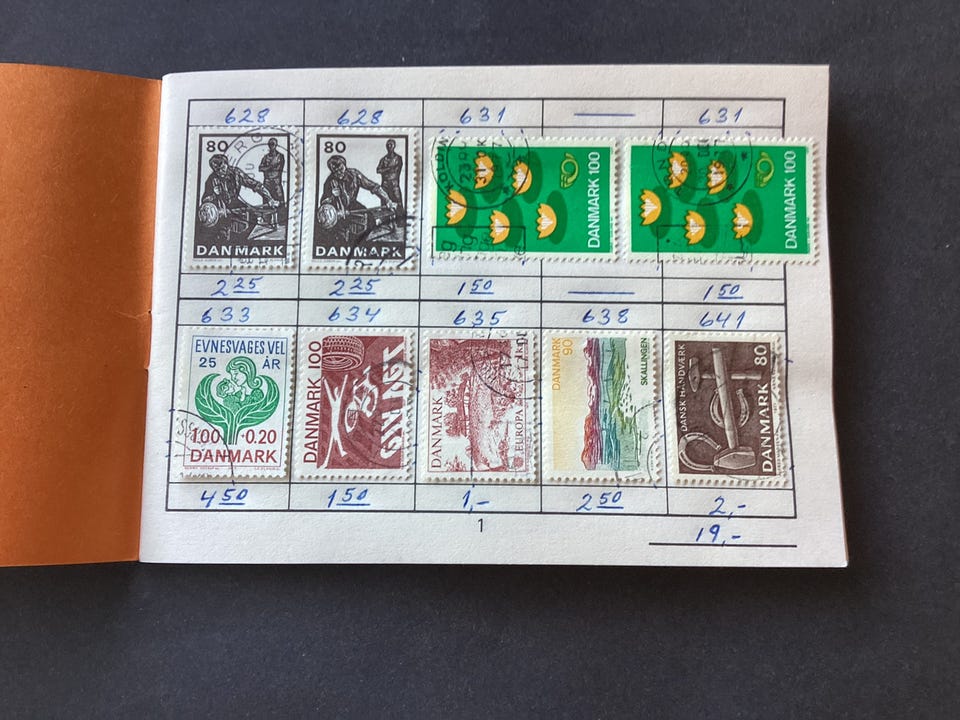 628 628 631 — 631
80 DANMARK
80 DANMARK
DANMARK 100
DANMARK 100
2 25 2 25 1 50 — 1 50
633 634 635 638 641
EVNESVAGES VEL
25 ÅR
1.00 + 0.20
DANMARK
DANMARK 100
DANMARK
EUROPA
1 kr
DANMARK 90
SKALLINGEN
DANSK HÅNDVÆRK
DANMARK 80
4 50 1 50 1,- 2 50 2,-
1
19,-